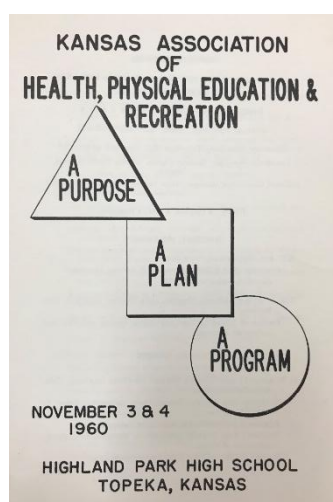 KANSAS ASSOCIATION
OF
HEALTH, PHYSICAL EDUCATION &
RECREATION
A
PURPOSE
A
PLAN
A
PROGRAM
NOVEMBER 3 & 4
1960
HIGHLAND PARK HIGH SCHOOL
TOPEKA, KANSAS